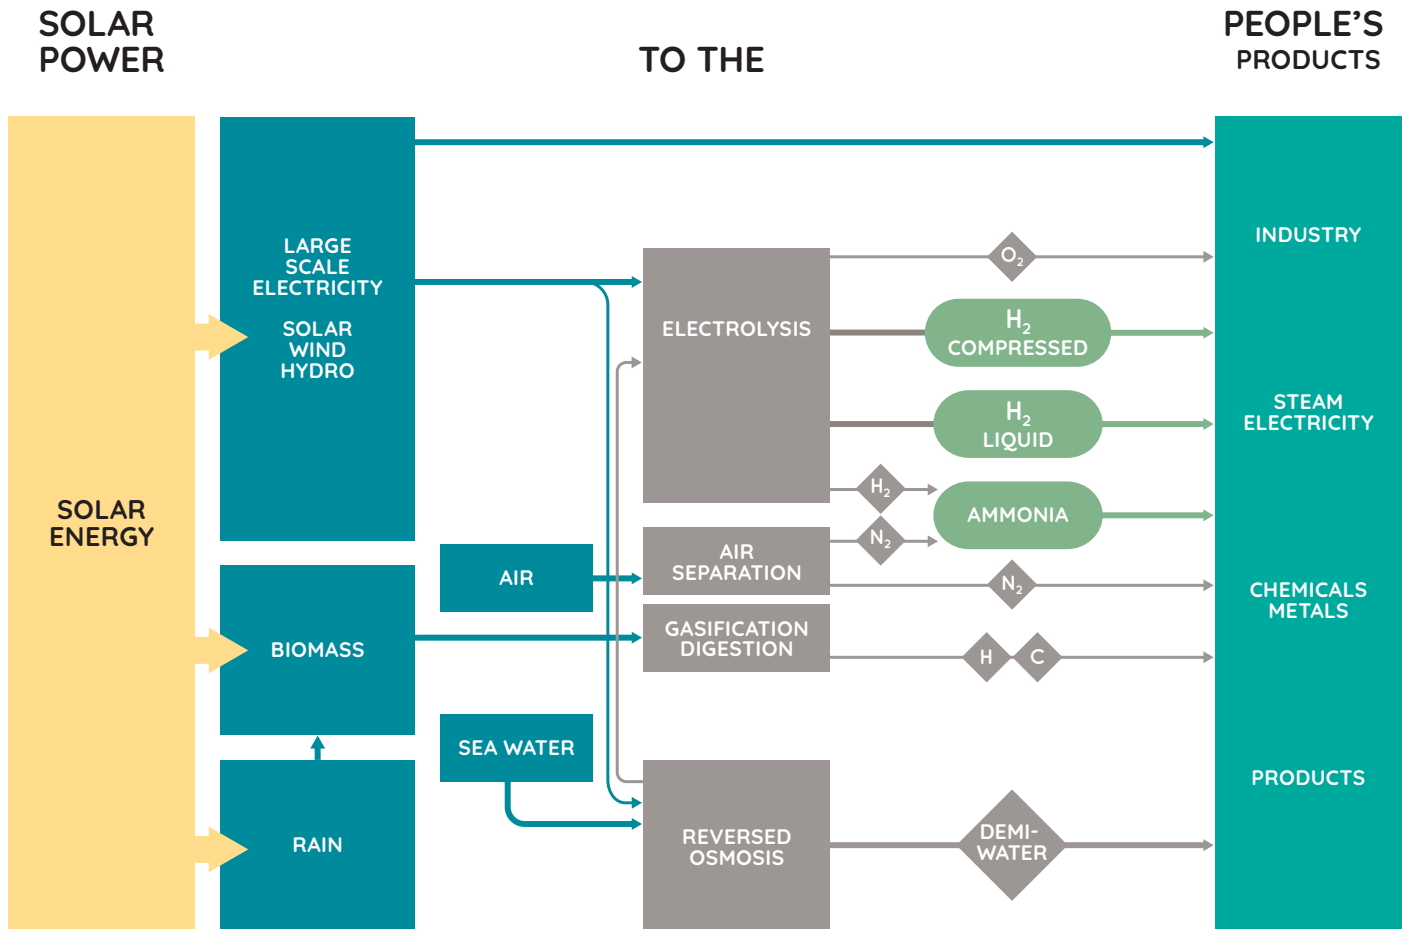 SOLAR
POWER
TO THE
PEOPLE'S
PRODUCTS
SOLAR
ENERGY
LARGE
SCALE
ELECTRICITY
SOLAR
WIND
HYDRO
BIOMASS
RAIN
AIR
SEA WATER
ELECTROLYSIS
AIR
SEPARATION
GASIFICATION
DIGESTION
REVERSED
OSMOSIS
O₂
H₂
COMPRESSED
H₂
LIQUID
H₂
AMMONIA
N₂
N₂
H
C
DEMI-
WATER
INDUSTRY
STEAM
ELECTRICITY
CHEMICALS
METALS
PRODUCTS